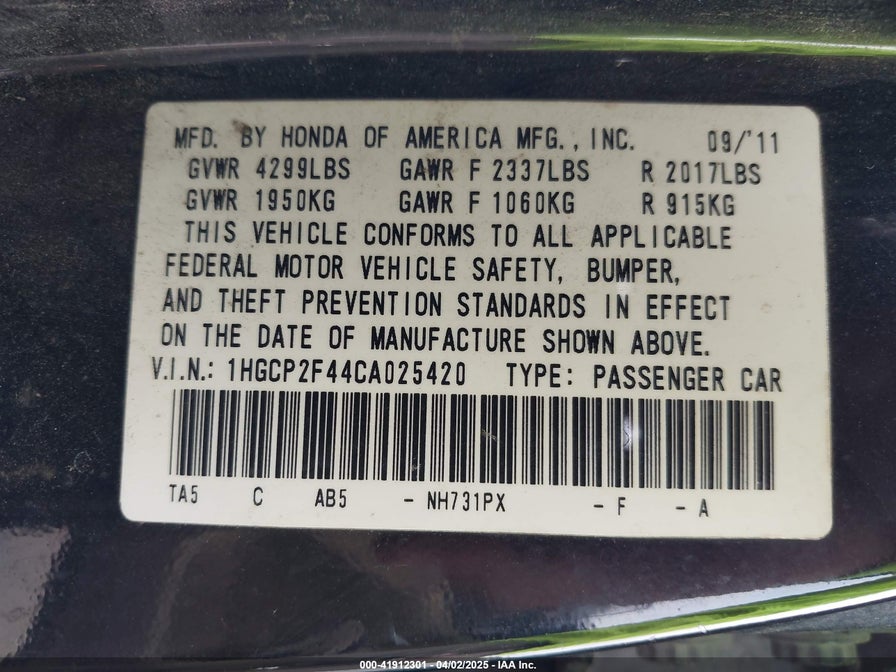 MFD. BY HONDA OF AMERICA MFG., INC. 09/'11
GVWR 4299LBS GAWR F 2337LBS R 2017LBS
GVWR 1950KG GAWR F 1060KG R 915KG
THIS VEHICLE CONFORMS TO ALL APPLICABLE
FEDERAL MOTOR VEHICLE SAFETY, BUMPER,
AND THEFT PREVENTION STANDARDS IN EFFECT
ON THE DATE OF MANUFACTURE SHOWN ABOVE.
V.I.N.: 1HGCP2F44CA025420 TYPE: PASSENGER CAR
TA5 C AB5 - NH731PX - F - A
000-41912301 - 04/02/2025 - IAA Inc.